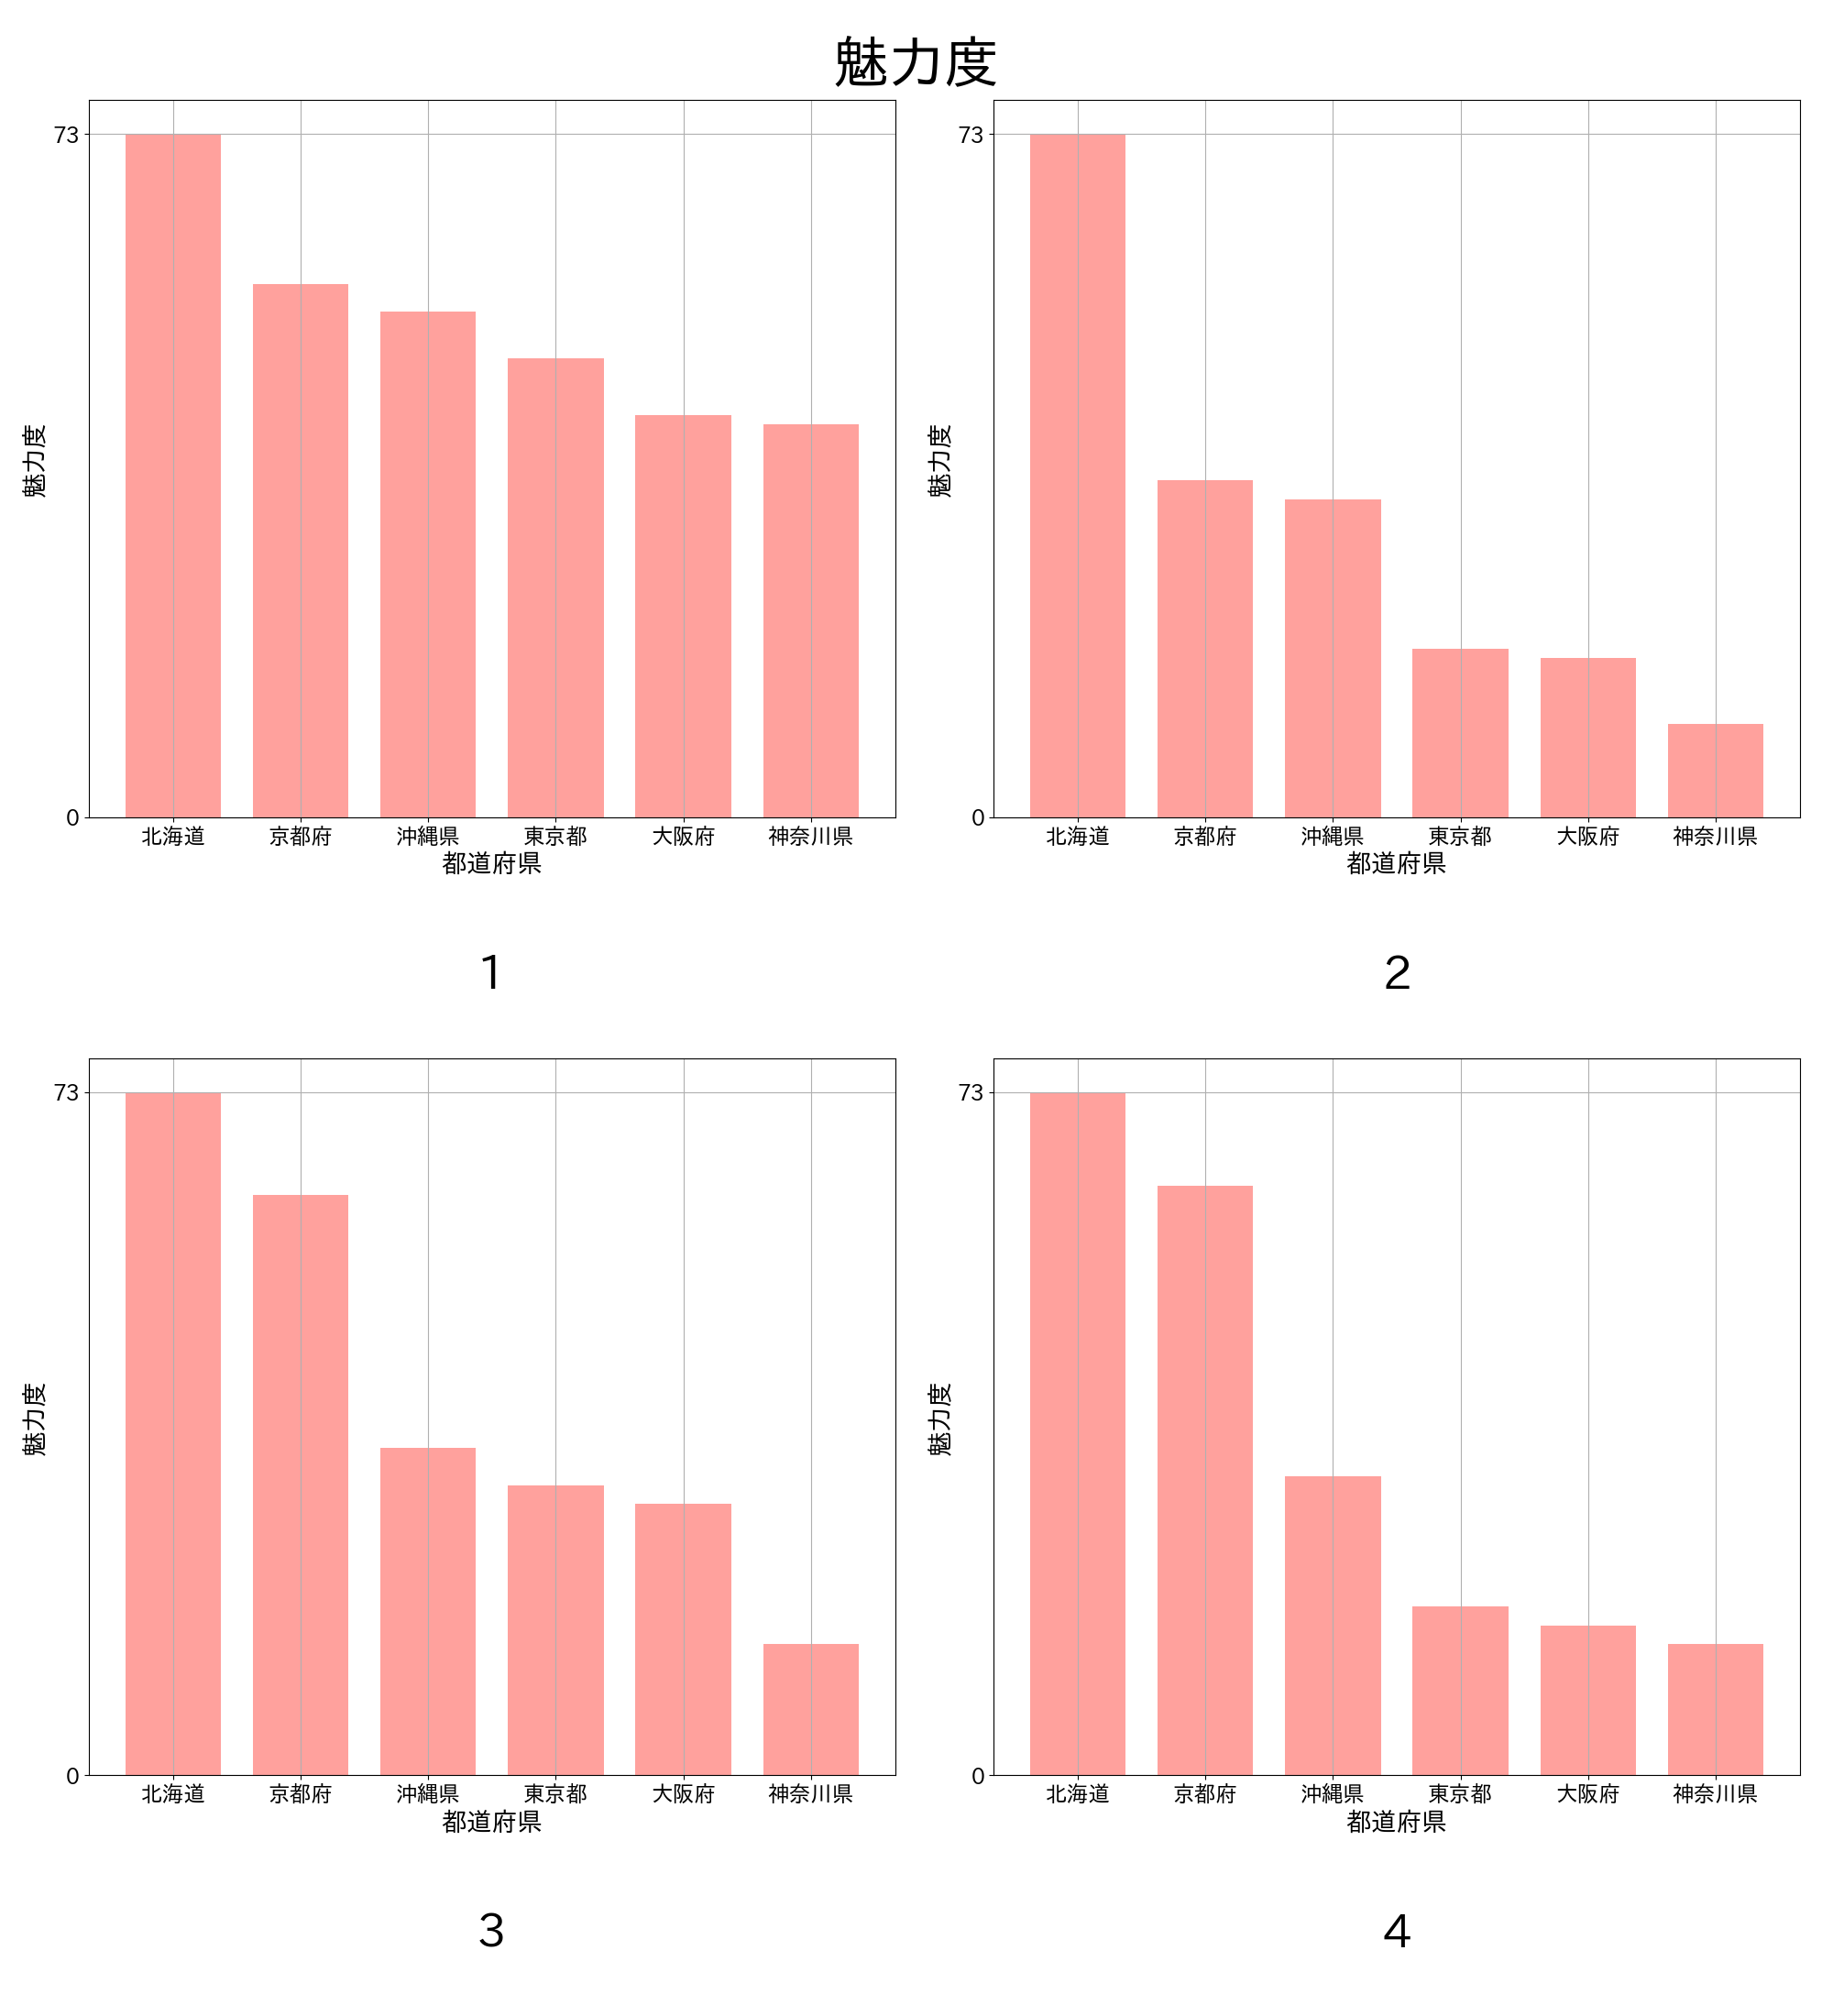 魅力度
73
0
魅力度
北海道 京都府 沖縄県 東京都 大阪府 神奈川県
都道府県
1
73
0
魅力度
北海道 京都府 沖縄県 東京都 大阪府 神奈川県
都道府県
2
73
0
魅力度
北海道 京都府 沖縄県 東京都 大阪府 神奈川県
都道府県
3
73
0
魅力度
北海道 京都府 沖縄県 東京都 大阪府 神奈川県
都道府県
4